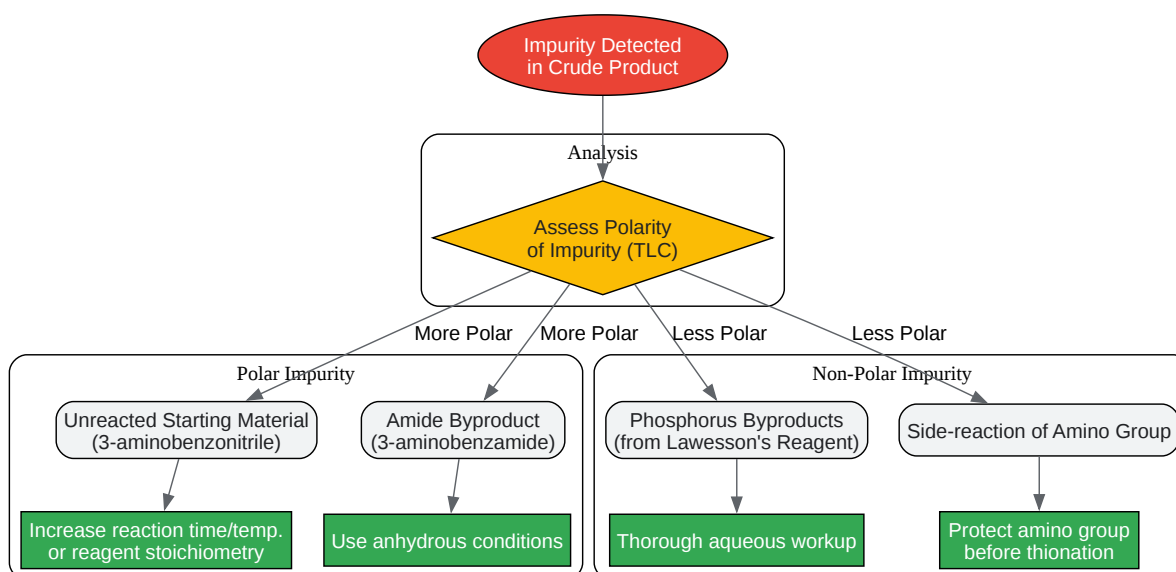 Impurity Detected
in Crude Product
Analysis
Assess Polarity
of Impurity (TLC)
More Polar
More Polar
Less Polar
Less Polar
Polar Impurity
Non-Polar Impurity
Unreacted Starting Material
(3-aminobenzonitrile)
Amide Byproduct
(3-aminobenzamide)
Phosphorus Byproducts
(from Lawesson's Reagent)
Side-reaction of Amino Group
Increase reaction time/temp.
or reagent stoichiometry
Use anhydrous conditions
Thorough aqueous workup
Protect amino group
before thionation